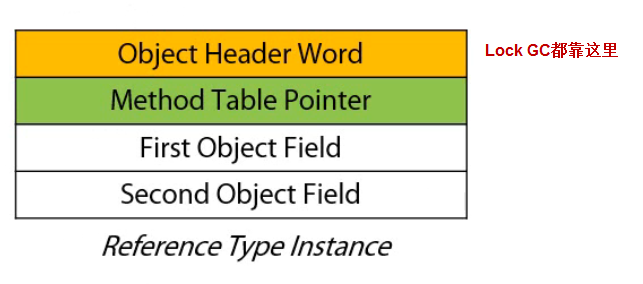 Object Header Word
Lock GC都靠这里
Method Table Pointer
First Object Field
Second Object Field
Reference Type Instance